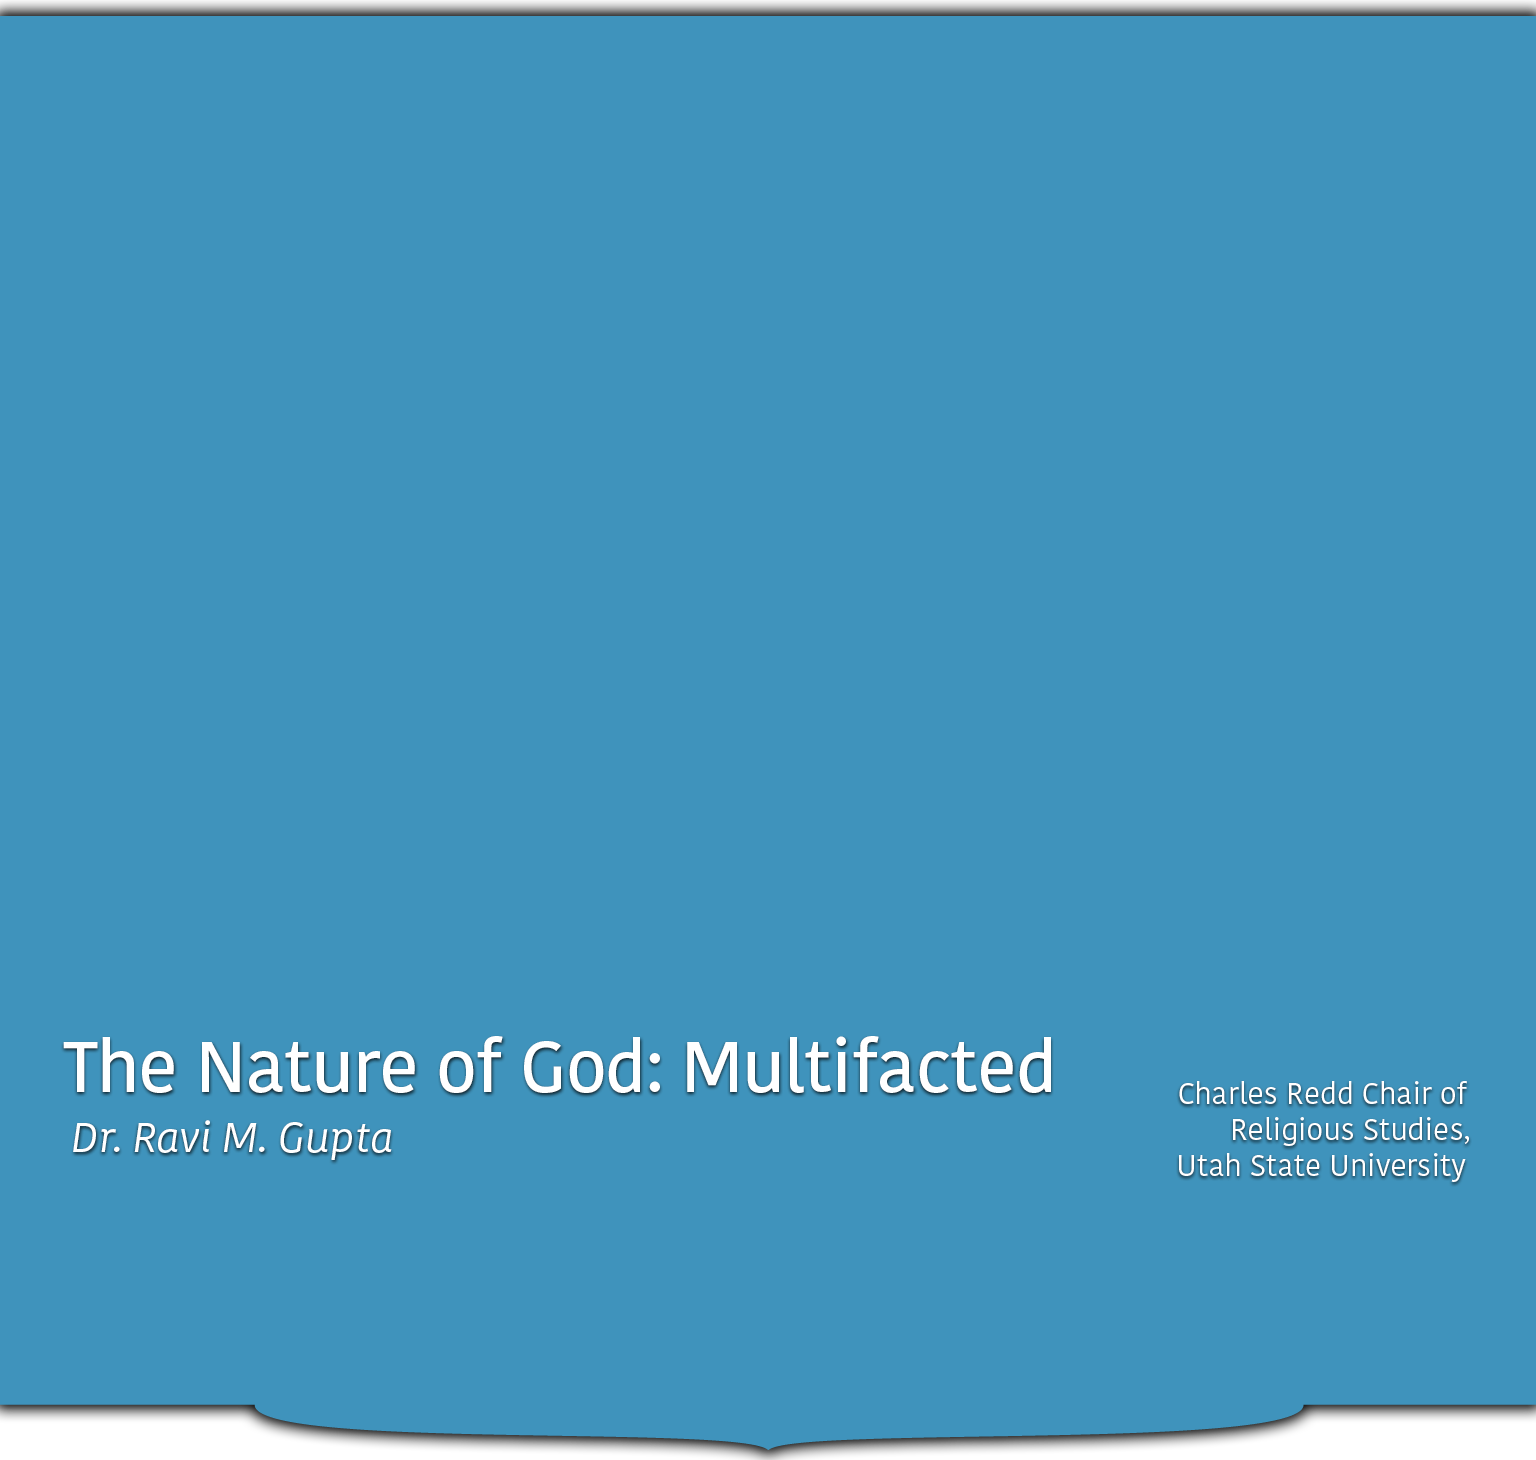 The Nature of God: Multifacted
Dr. Ravi M. Gupta
Charles Redd Chair of
Religious Studies,
Utah State University